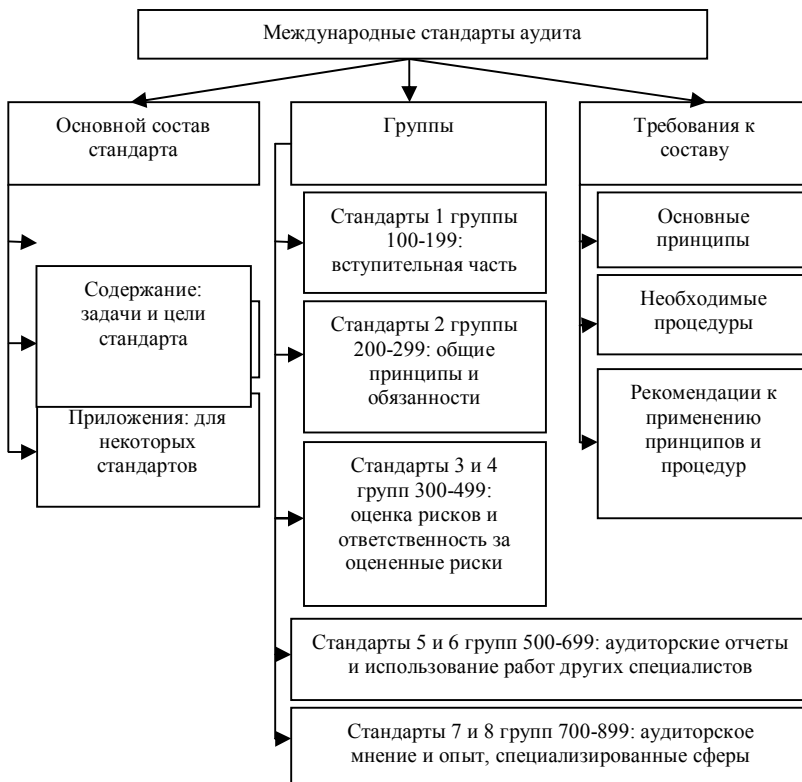 Международные стандарты аудита
Основной состав
стандарта
Содержание:
задачи и цели
стандарта
Приложения: для
некоторых
стандартов
Группы
Стандарты 1 группы
100-199:
вступительная часть
Стандарты 2 группы
200-299: общие
принципы и
обязанности
Стандарты 3 и 4
групп 300-499:
оценка рисков и
ответственность за
оцененные риски
Стандарты 5 и 6 групп 500-699: аудиторские отчеты
и использование работ других специалистов
Стандарты 7 и 8 групп 700-899: аудиторское
мнение и опыт, специализированные сферы
Требования к
составу
Основные
принципы
Необходимые
процедуры
Рекомендации к
применению
принципов и
процедур